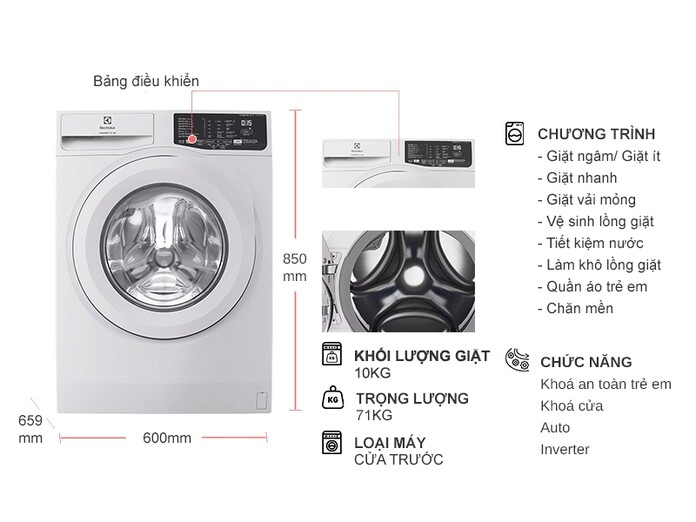 Bảng điều khiển
Electrolux
0:15
850
mm
659
mm
600mm
KHỐI LƯỢNG GIẶT
10KG
KG
TRỌNG LƯỢNG
71KG
LOẠI MÁY
CỬA TRƯỚC
CHƯƠNG TRÌNH
- Giặt ngâm/ Giặt ít
- Giặt nhanh
- Giặt vải mỏng
- Vệ sinh lồng giặt
- Tiết kiệm nước
- Làm khô lồng giặt
- Quần áo trẻ em
- Chăn mền
CHỨC NĂNG
Khoá an toàn trẻ em
Khoá cửa
Auto
Inverter